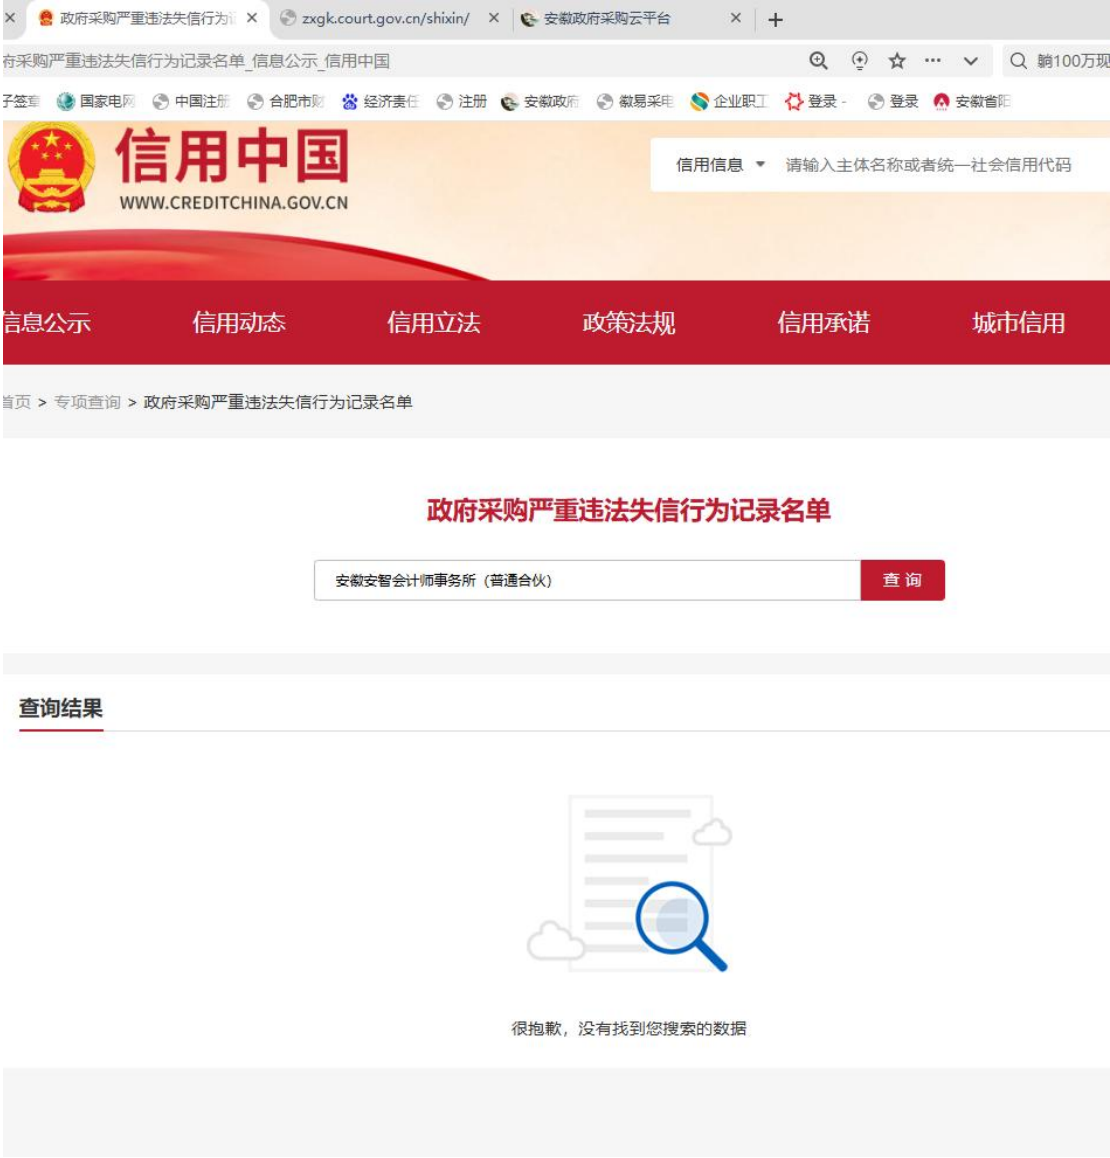 政府采购严重违法失信行为 zxgk.court.gov.cn/shixin/ 安徽政府采购云平台
府采购严重违法失信行为记录名单_信息公示_信用中国 躺100万现
子签章 国家电网 中国注册 合肥市财 经济责任 注册 安徽政府 徽易采电 企业职工 登录 - 登录 安徽省阳
信用中国
WWW.CREDITCHINA.GOV.CN
信用信息 请输入主体名称或者统一社会信用代码
信息公示 信用动态 信用立法 政策法规 信用承诺 城市信用
首页 > 专项查询 > 政府采购严重违法失信行为记录名单
政府采购严重违法失信行为记录名单
安徽安智会计师事务所（普通合伙） 查询
查询结果
很抱歉，没有找到您搜索的数据